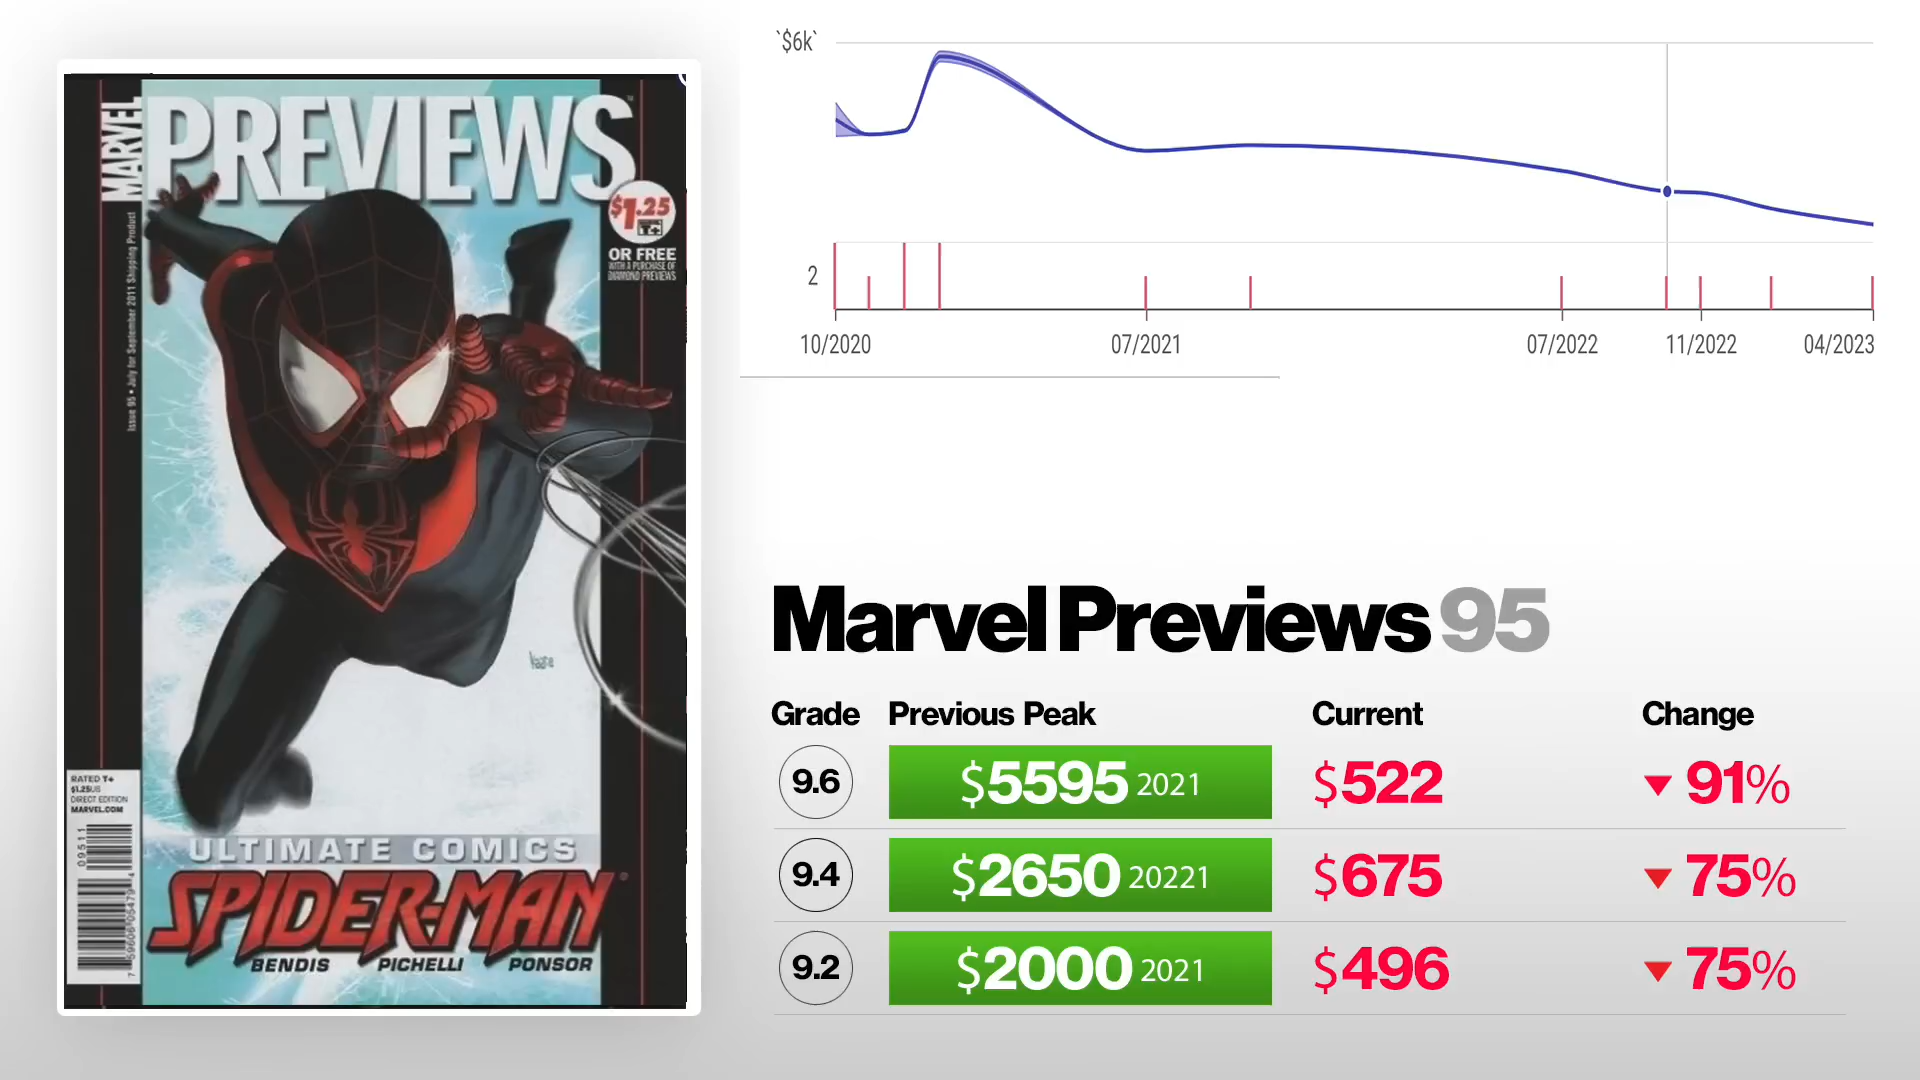 MARVEL
PREVIEWS
$1.25
T+
OR FREE
WITH A PURCHASE OF
DIAMOND PREVIEWS
Issue 95 • July for September 2011 Shipping Product
RATED T+
$1.25US
DIRECT EDITION
MARVEL.COM
09511
ULTIMATE COMICS
SPIDER-MAN
BENDIS PICHELLI PONSOR
`$6k`
2
10/2020 07/2021 07/2022 11/2022 04/2023
Marvel Previews 95
Grade Previous Peak Current Change
9.6 $5595 2021 $522 ▼ 91%
9.4 $2650 20221 $675 ▼ 75%
9.2 $2000 2021 $496 ▼ 75%